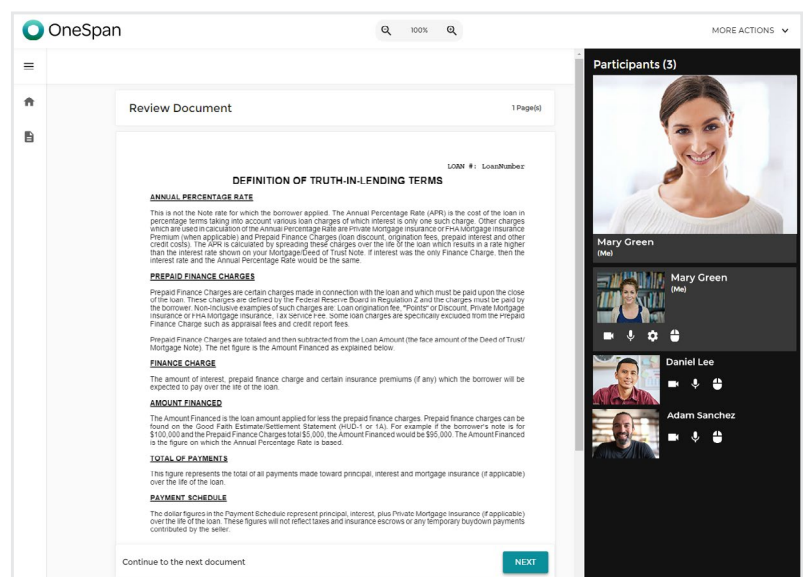 OneSpan
100%
MORE ACTIONS
Participants (3)
Review Document
1 Page(s)
LOAN #: LoanNumber
DEFINITION OF TRUTH-IN-LENDING TERMS
ANNUAL PERCENTAGE RATE
This is not the Note rate for which the borrower applied. The Annual Percentage Rate (APR) is the cost of the loan in
percentage terms taking into account various loan charges of which interest is only one such charge. Other charges
which are used in calculation of the Annual Percentage Rate are Private Mortgage Insurance or FHA Mortgage Insurance
Premium (when applicable) and Prepaid Finance Charges (loan discount, origination fees, prepaid interest and other
credit costs). The APR is calculated by spreading these charges over the life of the loan which results in a rate higher
than the interest rate shown on your Mortgage/Deed of Trust Note. If interest was the only Finance Charge, then the
interest rate and the Annual Percentage Rate would be the same.
PREPAID FINANCE CHARGES
Prepaid Finance Charges are certain charges made in connection with the loan and which must be paid upon the close
of the loan. These charges are defined by the Federal Reserve Board in Regulation Z and the charges must be paid by
the borrower. Non-Inclusive examples of such charges are: Loan origination fee, "Points" or Discount, Private Mortgage
Insurance or FHA Mortgage Insurance, Tax Service Fee. Some loan charges are specifically excluded from the Prepaid
Finance Charge such as appraisal fees and credit report fees.
Prepaid Finance Charges are totaled and then subtracted from the Loan Amount (the face amount of the Deed of Trust/
Mortgage Note). The net figure is the Amount Financed as explained below.
FINANCE CHARGE
The amount of interest, prepaid finance charge and certain insurance premiums (if any) which the borrower will be
expected to pay over the life of the loan.
AMOUNT FINANCED
The Amount Financed is the loan amount applied for less the prepaid finance charges. Prepaid finance charges can be
found on the Good Faith Estimate/Settlement Statement (HUD-1 or 1A). For example if the borrower's note is for
$100,000 and the Prepaid Finance Charges total $5,000, the Amount Financed would be $95,000. The Amount Financed
is the figure on which the Annual Percentage Rate is based.
TOTAL OF PAYMENTS
This figure represents the total of all payments made toward principal, interest and mortgage insurance (if applicable)
over the life of the loan.
PAYMENT SCHEDULE
The dollar figures in the Payment Schedule represent principal, interest, plus Private Mortgage Insurance (if applicable)
over the life of the loan. These figures will not reflect taxes and insurance escrows or any temporary buydown payments
contributed by the seller.
Continue to the next document
NEXT
Mary Green
(Me)
Mary Green
(Me)
Daniel Lee
Adam Sanchez